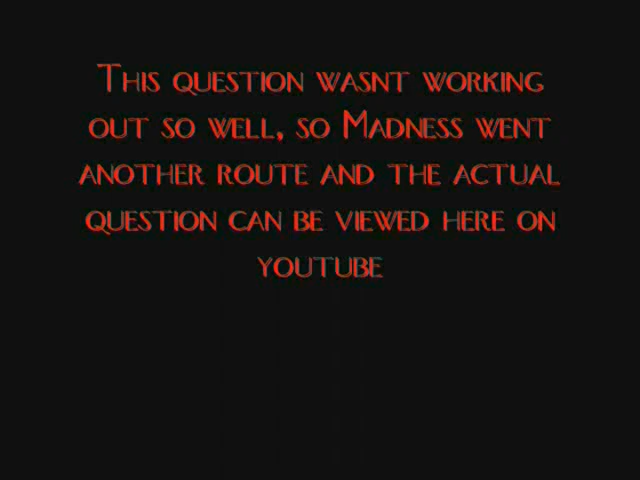 This question wasnt working
out so well, so Madness went
another route and the actual
question can be viewed here on
youtube